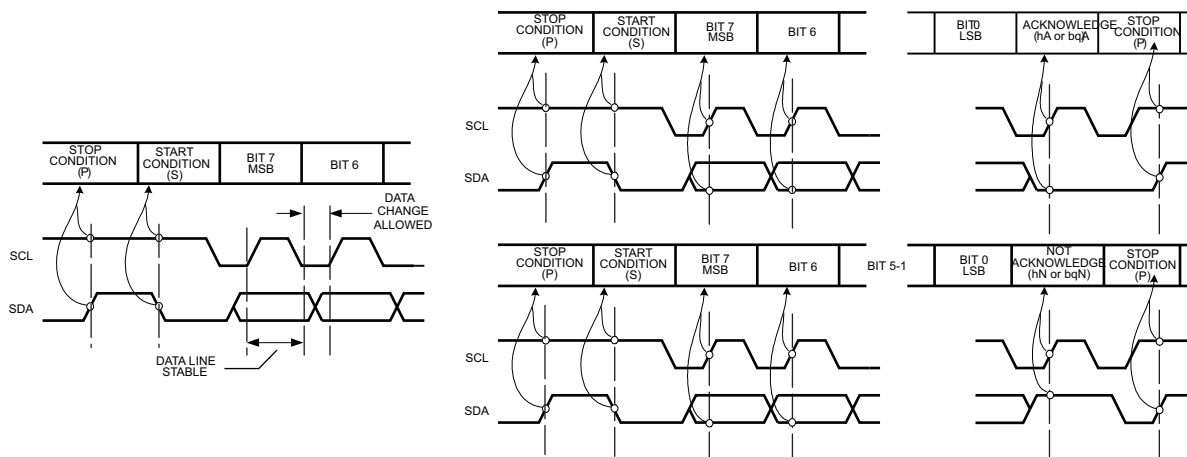 STOP
CONDITION
(P)
START
CONDITION
(S)
BIT 7
MSB
BIT 6
DATA
CHANGE
ALLOWED
SCL
SDA
DATA LINE
STABLE
STOP
CONDITION
(P)
START
CONDITION
(S)
BIT 7
MSB
BIT 6
BIT0
LSB
ACKNOWLEDGE
(hA or bqA
STOP
CONDITION
(P)
SCL
SDA
STOP
CONDITION
(P)
START
CONDITION
(S)
BIT 7
MSB
BIT 6
BIT 5-1
BIT 0
LSB
NOT
ACKNOWLEDGE
(hN or bqN)
STOP
CONDITION
(P)
SCL
SDA